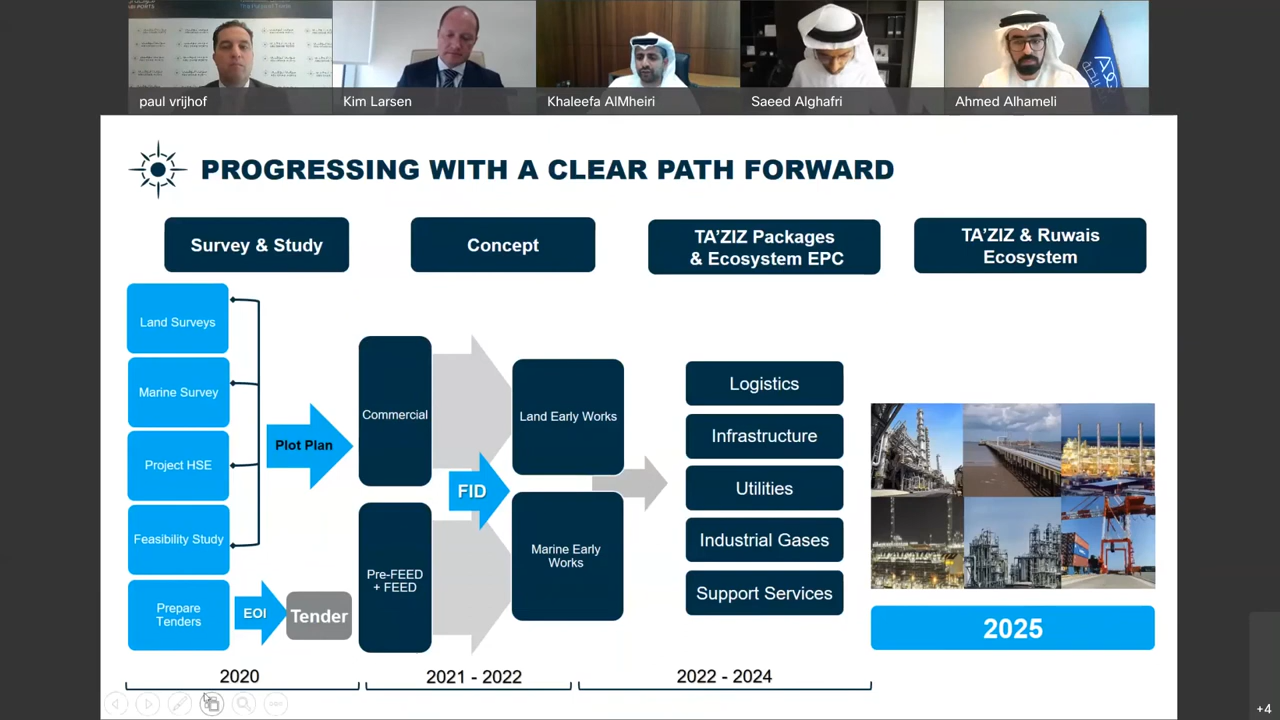 paul vrijhof
Kim Larsen
Khaleefa AlMheiri
Saeed Alghafri
Ahmed Alhameli
PROGRESSING WITH A CLEAR PATH FORWARD
Survey & Study
Concept
TA’ZIZ Packages
& Ecosystem EPC
TA’ZIZ & Ruwais
Ecosystem
Land Surveys
Marine Survey
Project HSE
Feasibility Study
Prepare
Tenders
Plot Plan
EOI
Tender
Commercial
Pre-FEED
+ FEED
FID
Land Early Works
Marine Early
Works
Logistics
Infrastructure
Utilities
Industrial Gases
Support Services
2025
2020
2021 - 2022
2022 - 2024
+4